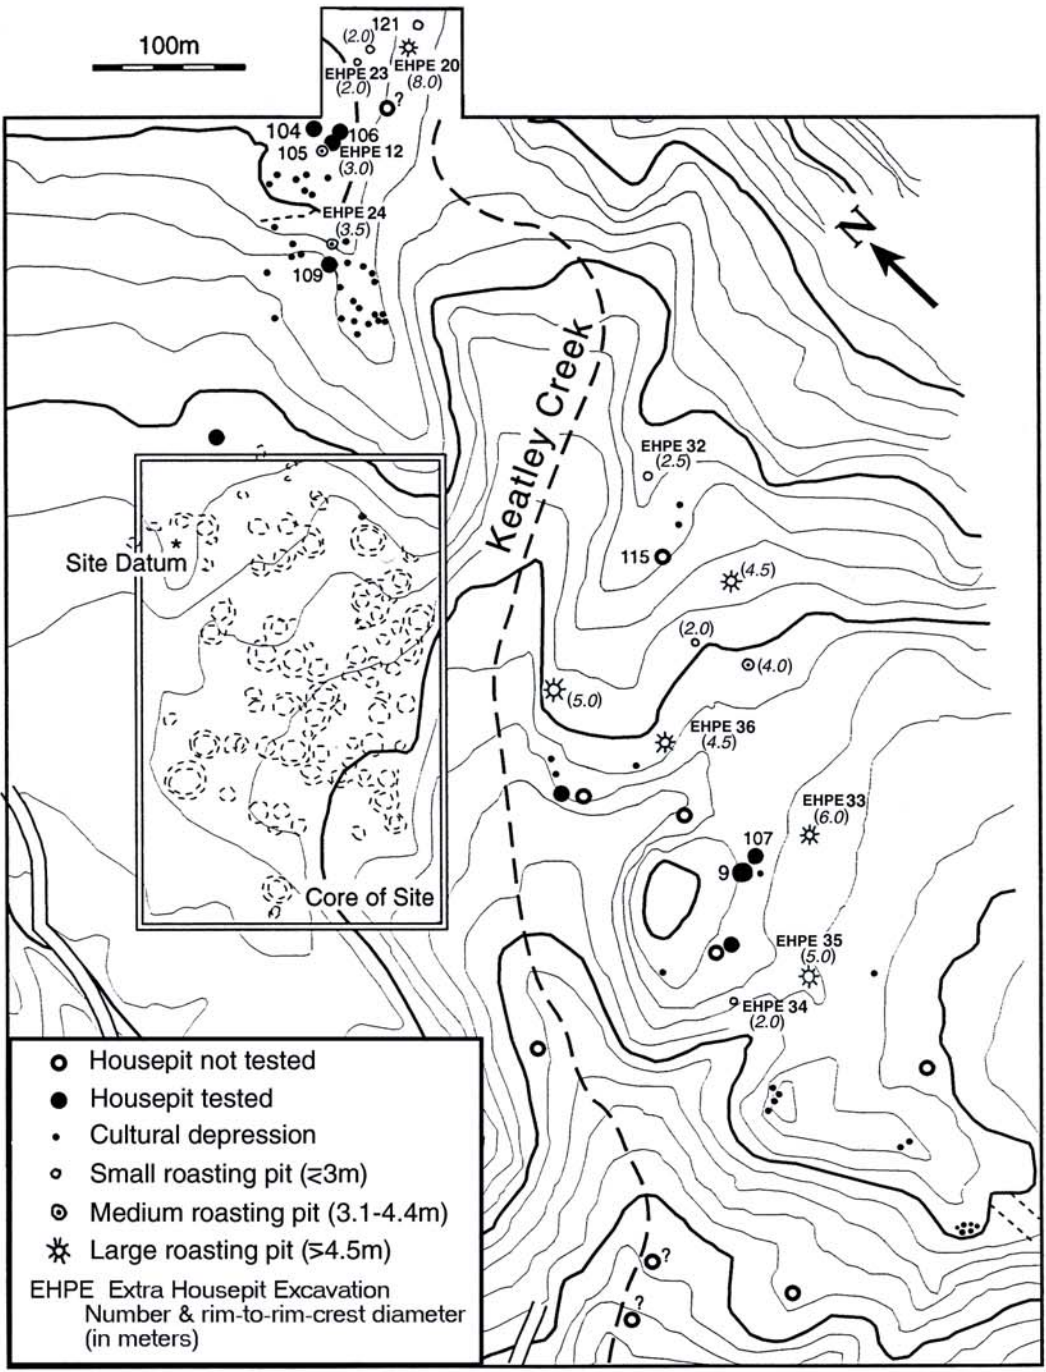 100m
121
(2.0)
EHPE 23
(2.0)
EHPE 20
(8.0)
?
104
106
105
EHPE 12
(3.0)
EHPE 24
(3.5)
109
N
Keatley Creek
EHPE 32
(2.5)
115
(4.5)
Site Datum
*
(2.0)
(4.0)
(5.0)
EHPE 36
(4.5)
EHPE 33
(6.0)
107
9
Core of Site
EHPE 35
(5.0)
EHPE 34
(2.0)
?
?
Housepit not tested
Housepit tested
Cultural depression
Small roasting pit (⋜3m)
Medium roasting pit (3.1-4.4m)
Large roasting pit (⋝4.5m)
EHPE Extra Housepit Excavation
Number & rim-to-rim-crest diameter
(in meters)